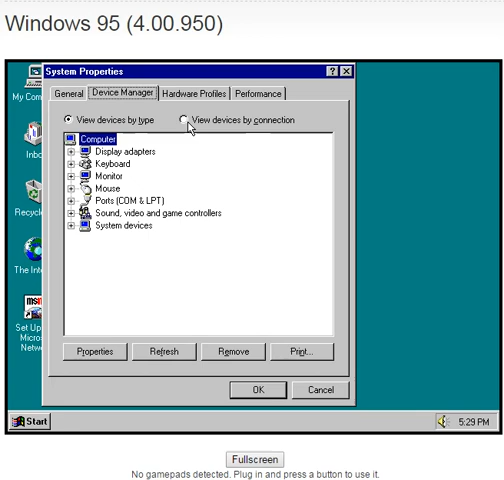 Windows 95 (4.00.950)
System Properties
General Device Manager Hardware Profiles Performance
View devices by type View devices by connection
Computer
Display adapters
Keyboard
Monitor
Mouse
Ports (COM & LPT)
Sound, video and game controllers
System devices
Properties Refresh Remove Print...
OK Cancel
My Com
Inbo
Recycl
The Int
msn
Set Up
Micros
Netw
Start 5:29 PM
Fullscreen
No gamepads detected. Plug in and press a button to use it.